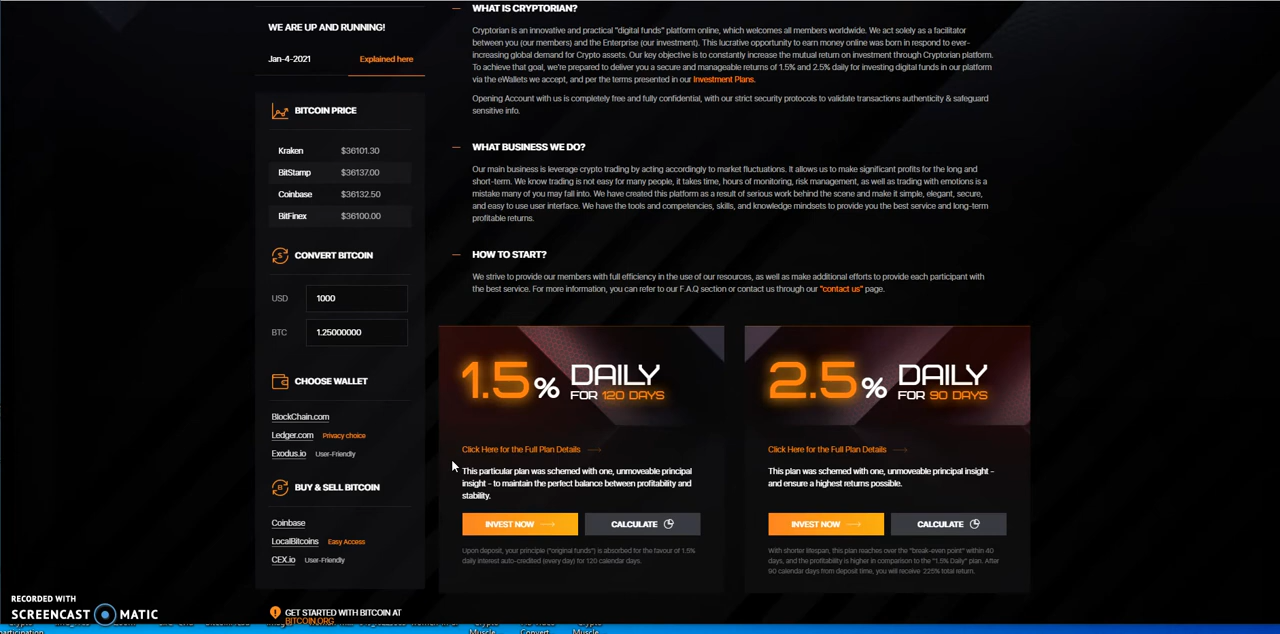 WE ARE UP AND RUNNING!
Jan-4-2021 Explained here
BITCOIN PRICE
Kraken $36101.30
BitStamp $36137.00
Coinbase $36132.50
BitFinex $36100.00
CONVERT BITCOIN
USD 1000
BTC 1.25000000
CHOOSE WALLET
BlockChain.com
Ledger.com Privacy choice
Exodus.io User-Friendly
BUY & SELL BITCOIN
Coinbase
LocalBitcoins Easy Access
CEX.io User-Friendly
GET STARTED WITH BITCOIN AT
BITCOIN.ORG
WHAT IS CRYPTORIAN?
Cryptorian is an innovative and practical "digital funds" platform online, which welcomes all members worldwide. We act solely as a facilitator
between you (our members) and the Enterprise (our investment). This lucrative opportunity to earn money online was born in respond to ever-
increasing global demand for Crypto assets. Our key objective is to constantly increase the mutual return on investment through Cryptorian platform.
To achieve that goal, we're prepared to deliver you a secure and manageable returns of 1.5% and 2.5% daily for investing digital funds in our platform
via the eWallets we accept, and per the terms presented in our Investment Plans.
Opening Account with us is completely free and fully confidential, with our strict security protocols to validate transactions authenticity & safeguard
sensitive info.
WHAT BUSINESS WE DO?
Our main business is leverage crypto trading by acting accordingly to market fluctuations. It allows us to make significant profits for the long and
short-term. We know trading is not easy for many people, it takes time, hours of monitoring, risk management, as well as trading with emotions is a
mistake many of you may fall into. We have created this platform as a result of serious work behind the scene and make it simple, elegant, secure,
and easy to use user interface. We have the tools and competencies, skills, and knowledge mindsets to provide you the best service and long-term
profitable returns.
HOW TO START?
We strive to provide our members with full efficiency in the use of our resources, as well as make additional efforts to provide each participant with
the best service. For more information, you can refer to our F.A.Q section or contact us through our "contact us" page.
1.5% DAILY
FOR 120 DAYS
Click Here for the Full Plan Details
This particular plan was schemed with one, unmoveable principal
insight – to maintain the perfect balance between profitability and
stability.
INVEST NOW CALCULATE
Upon deposit, your principle ("original funds") is absorbed for the favour of 1.5%
daily interest auto-credited (every day) for 120 calendar days.
2.5% DAILY
FOR 90 DAYS
Click Here for the Full Plan Details
This plan was schemed with one, unmoveable principal insight –
and ensure a highest returns possible.
INVEST NOW CALCULATE
With shorter lifespan, this plan reaches over the "break-even point" within 40
days, and the profitability is higher in comparison to the "1.5% Daily" plan. After
90 calendar days from deposit time, you will receive 225% total return.
RECORDED WITH
SCREENCAST MATIC
Muscle Convert Muscle